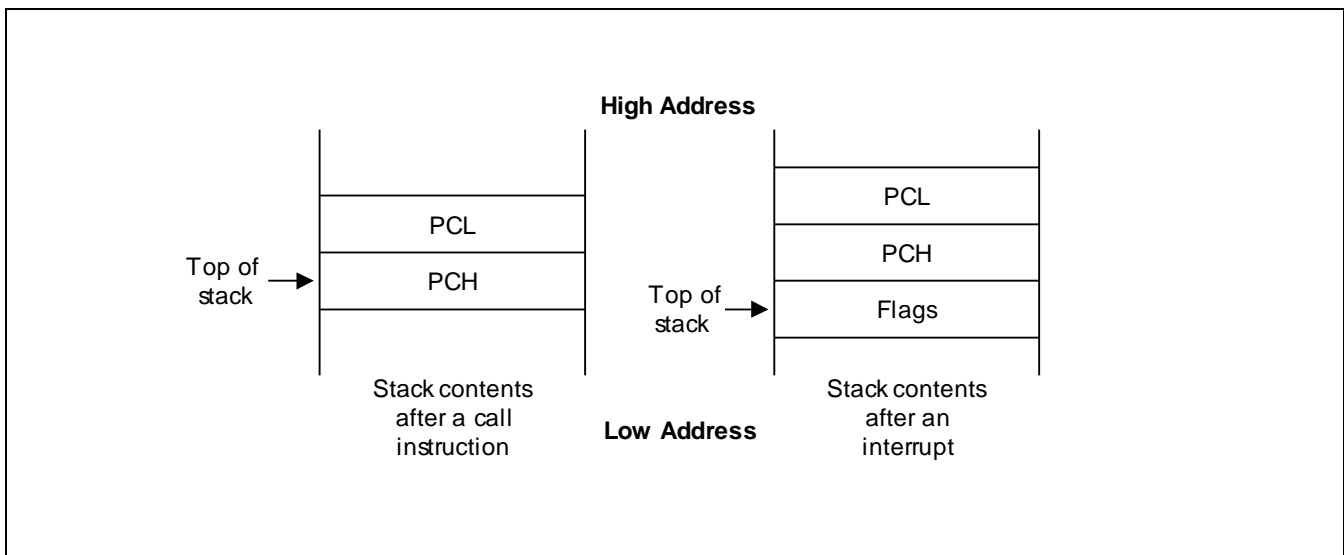 High Address
PCL
PCH
Top of
stack
Stack contents
after a call
instruction
PCL
PCH
Flags
Top of
stack
Stack contents
after an
interrupt
Low Address